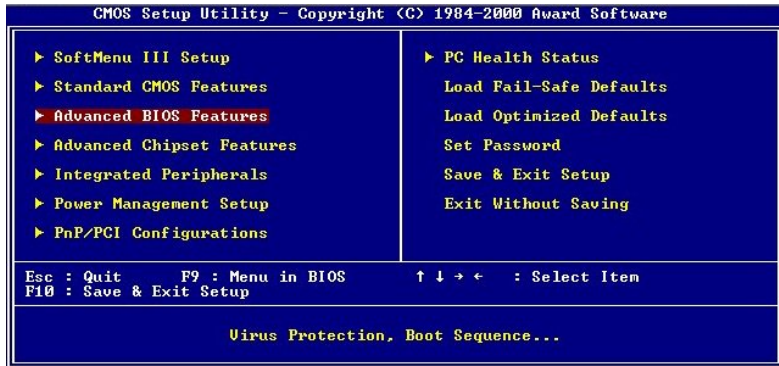 CMOS Setup Utility - Copyright (C) 1984-2000 Award Software
▶ SoftMenu III Setup
▶ Standard CMOS Features
▶ Advanced BIOS Features
▶ Advanced Chipset Features
▶ Integrated Peripherals
▶ Power Management Setup
▶ PnP/PCI Configurations
▶ PC Health Status
Load Fail-Safe Defaults
Load Optimized Defaults
Set Password
Save & Exit Setup
Exit Without Saving
Esc : Quit F9 : Menu in BIOS ↑ ↓ → ← : Select Item
F10 : Save & Exit Setup
Virus Protection, Boot Sequence...